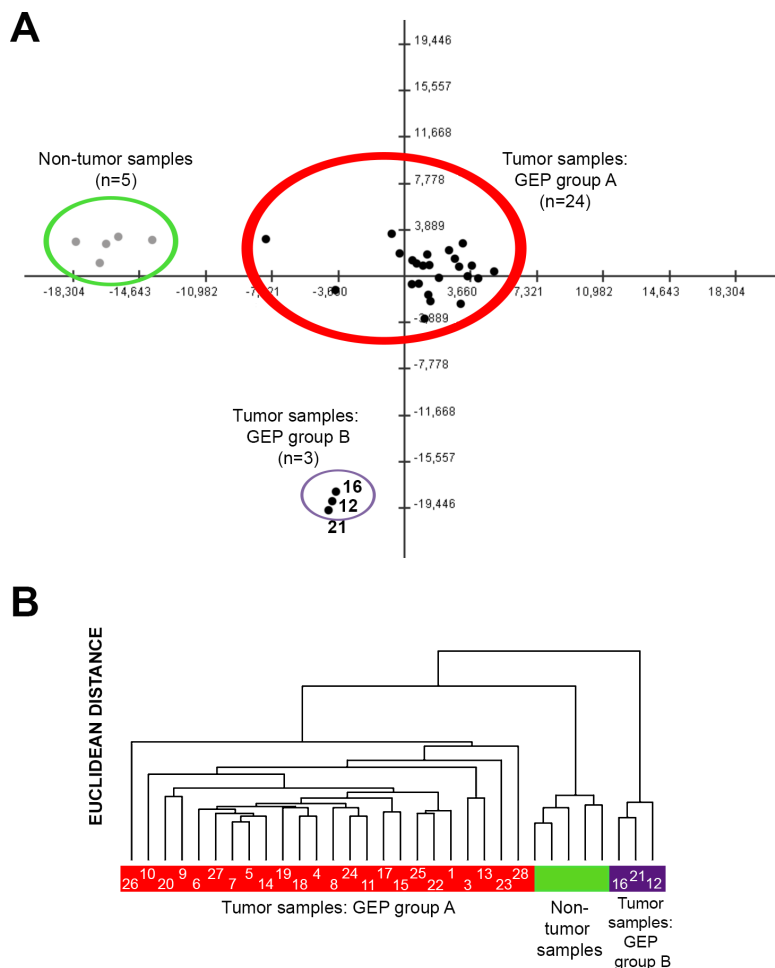 A
19,446
15,557
11,668
7,778
3,889
Non-tumor samples
(n=5)
Tumor samples:
GEP group A
(n=24)
-18,304 -14,643 -10,982 -7,321 -3,660 3,660 7,321 10,982 14,643 18,304
-3,889
-7,778
-11,668
-15,557
-19,446
Tumor samples:
GEP group B
(n=3)
16
12
21
B
EUCLIDEAN DISTANCE
26 10 20 9 6 27 7 5 14 19 18 4 8 24 11 17 15 25 22 1 3 13 23 28
16 21 12
Tumor samples: GEP group A
Non-
tumor
samples
Tumor
samples:
GEP
group B